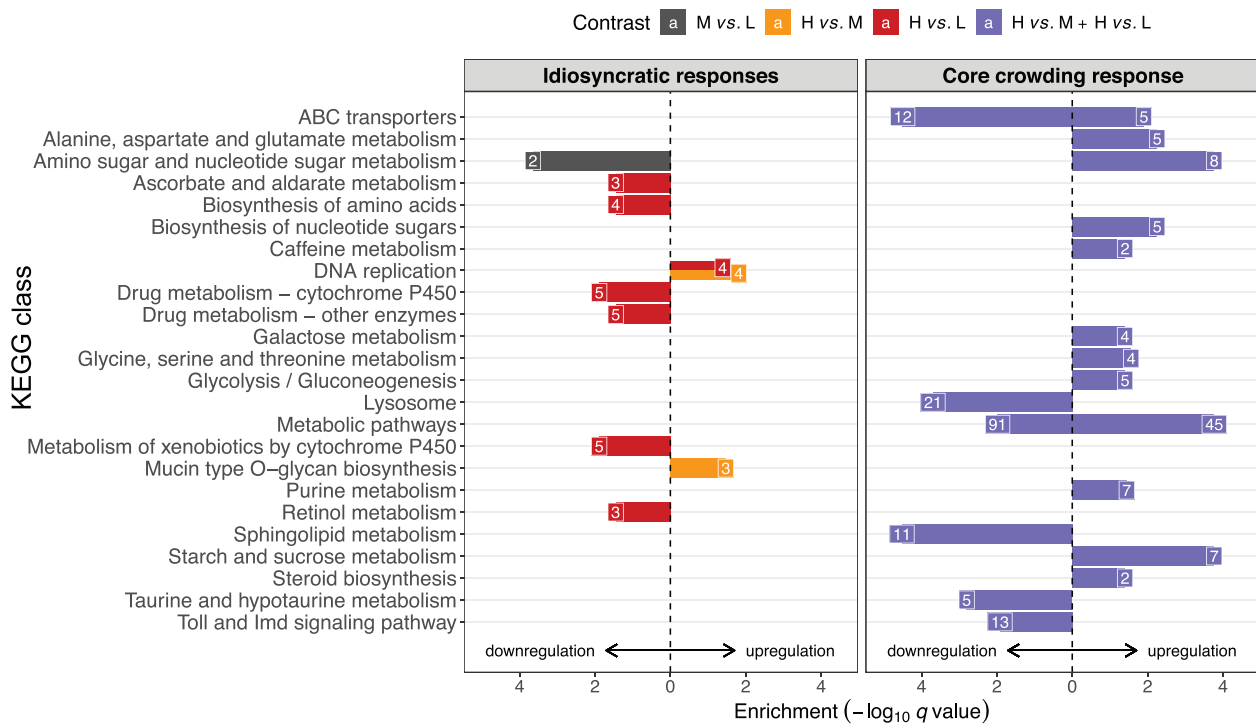 Contrast a M vs. L a H vs. M a H vs. L a H vs. M + H vs. L
Idiosyncratic responses Core crowding response
KEGG class
ABC transporters 12 5
Alanine, aspartate and glutamate metabolism 5
Amino sugar and nucleotide sugar metabolism 2 8
Ascorbate and aldarate metabolism 3
Biosynthesis of amino acids 4
Biosynthesis of nucleotide sugars 5
Caffeine metabolism 2
DNA replication 4 4
Drug metabolism – cytochrome P450 5
Drug metabolism – other enzymes 5
Galactose metabolism 4
Glycine, serine and threonine metabolism 4
Glycolysis / Gluconeogenesis 5
Lysosome 21
Metabolic pathways 91 45
Metabolism of xenobiotics by cytochrome P450 5
Mucin type O–glycan biosynthesis 3
Purine metabolism 7
Retinol metabolism 3
Sphingolipid metabolism 11
Starch and sucrose metabolism 7
Steroid biosynthesis 2
Taurine and hypotaurine metabolism 5
Toll and Imd signaling pathway 13
downregulation upregulation downregulation upregulation
4 2 0 2 4 4 2 0 2 4
Enrichment (−log₁₀ q value)